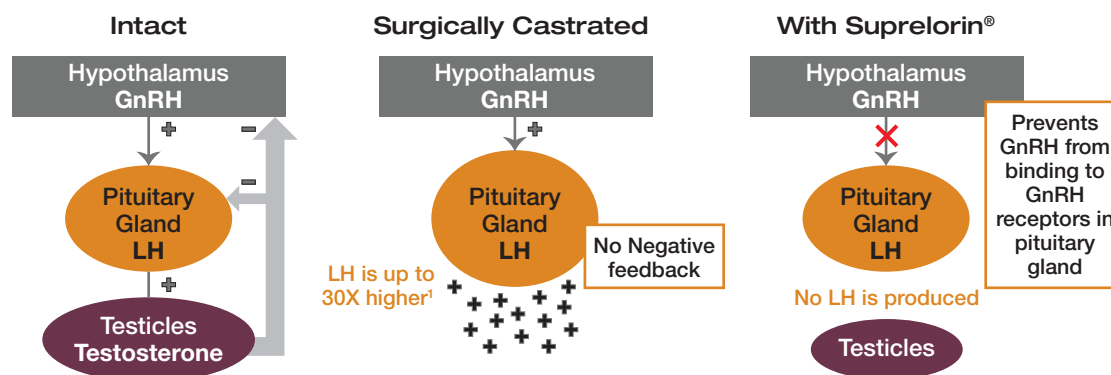 Intact
Hypothalamus
GnRH
Pituitary
Gland
LH
Testicles
Testosterone
Surgically Castrated
Hypothalamus
GnRH
Pituitary
Gland
LH
No Negative
feedback
LH is up to
30X higher¹
With Suprelorin®
Hypothalamus
GnRH
Prevents
GnRH from
binding to
GnRH
receptors in
pituitary
gland
Pituitary
Gland
LH
No LH is produced
Testicles